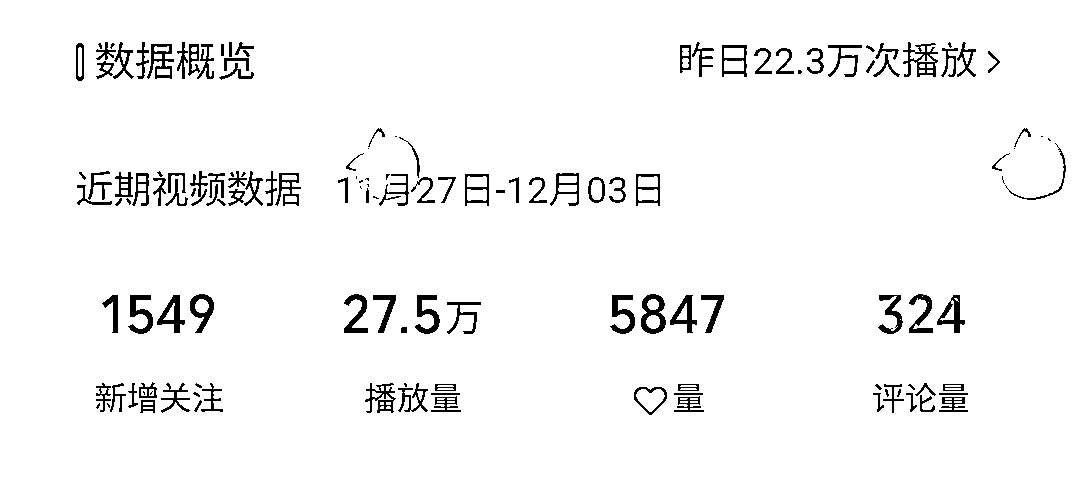 数据概览 昨日22.3万次播放 >
近期视频数据 11月27日-12月03日
1549 27.5万 5847 324
新增关注 播放量 ♡量 评论量